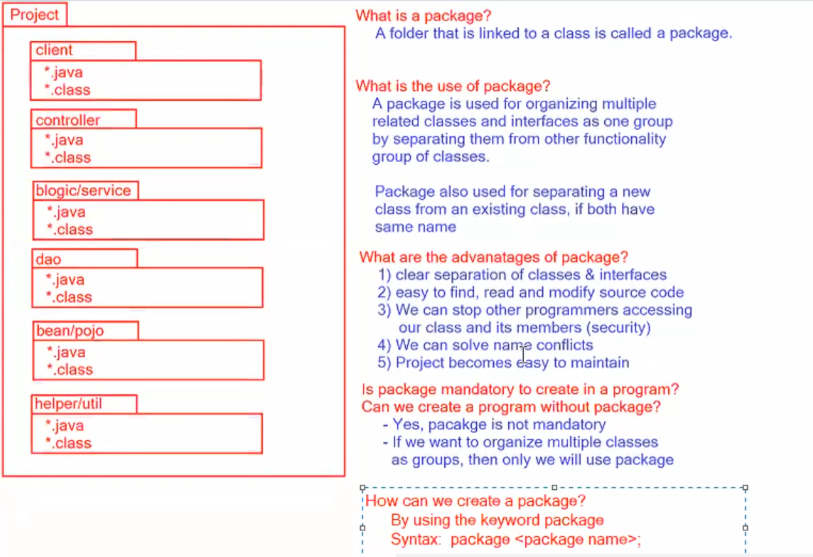 Project
client
*.java
*.class
controller
*.java
*.class
blogic/service
*.java
*.class
dao
*.java
*.class
bean/pojo
*.java
*.class
helper/util
*.java
*.class
What is a package?
A folder that is linked to a class is called a package.
What is the use of package?
A package is used for organizing multiple
related classes and interfaces as one group
by separating them from other functionality
group of classes.
Package also used for separating a new
class from an existing class, if both have
same name
What are the advanatages of package?
1) clear separation of classes & interfaces
2) easy to find, read and modify source code
3) We can stop other programmers accessing
our class and its members (security)
4) We can solve name conflicts
5) Project becomes easy to maintain
Is package mandatory to create in a program?
Can we create a program without package?
- Yes, pacakge is not mandatory
- If we want to organize multiple classes
as groups, then only we will use package
How can we create a package?
By using the keyword package
Syntax: package <package name>;